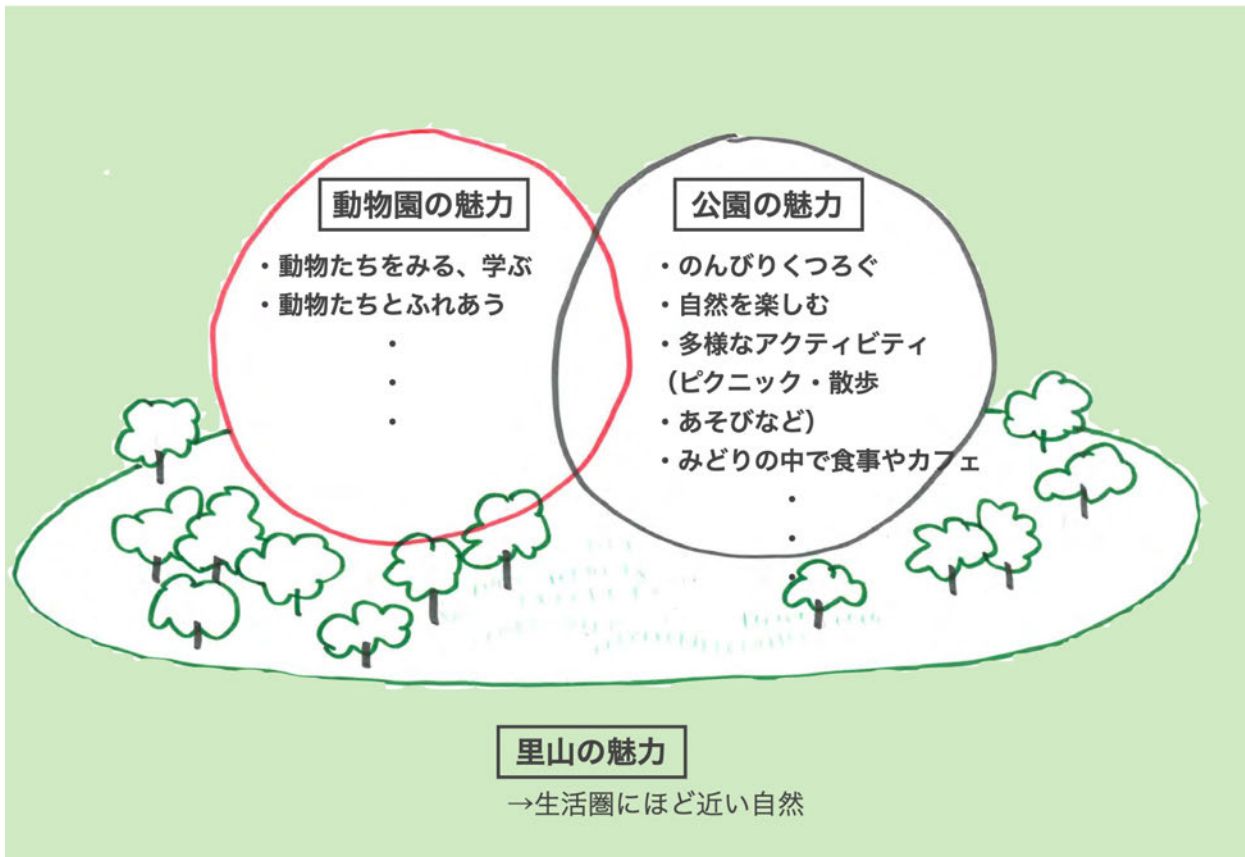 動物園の魅力
・動物たちをみる、学ぶ
・動物たちとふれあう
・
・
・
公園の魅力
・のんびりくつろぐ
・自然を楽しむ
・多様なアクティビティ
（ピクニック・散歩
・あそびなど）
・みどりの中で食事やカフェ
・
・
・
里山の魅力
→生活圏にほど近い自然